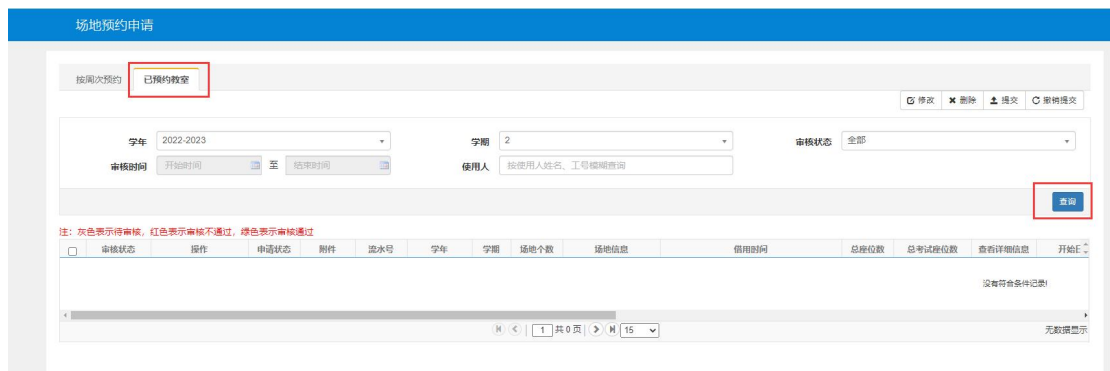 场地预约申请
按周次预约 已预约教室
修改 删除 提交 撤销提交
学年 2022-2023 学期 2 审核状态 全部
审核时间 开始时间 至 结束时间 使用人 按使用人姓名、工号模糊查询
查询
注：灰色表示待审核，红色表示审核不通过，绿色表示审核通过
审核状态 操作 申请状态 附件 流水号 学年 学期 场地个数 场地信息 借用时间 总座位数 总考试座位数 查看详细信息 开始日
没有符合条件记录!
1 共 0 页 15
无数据显示